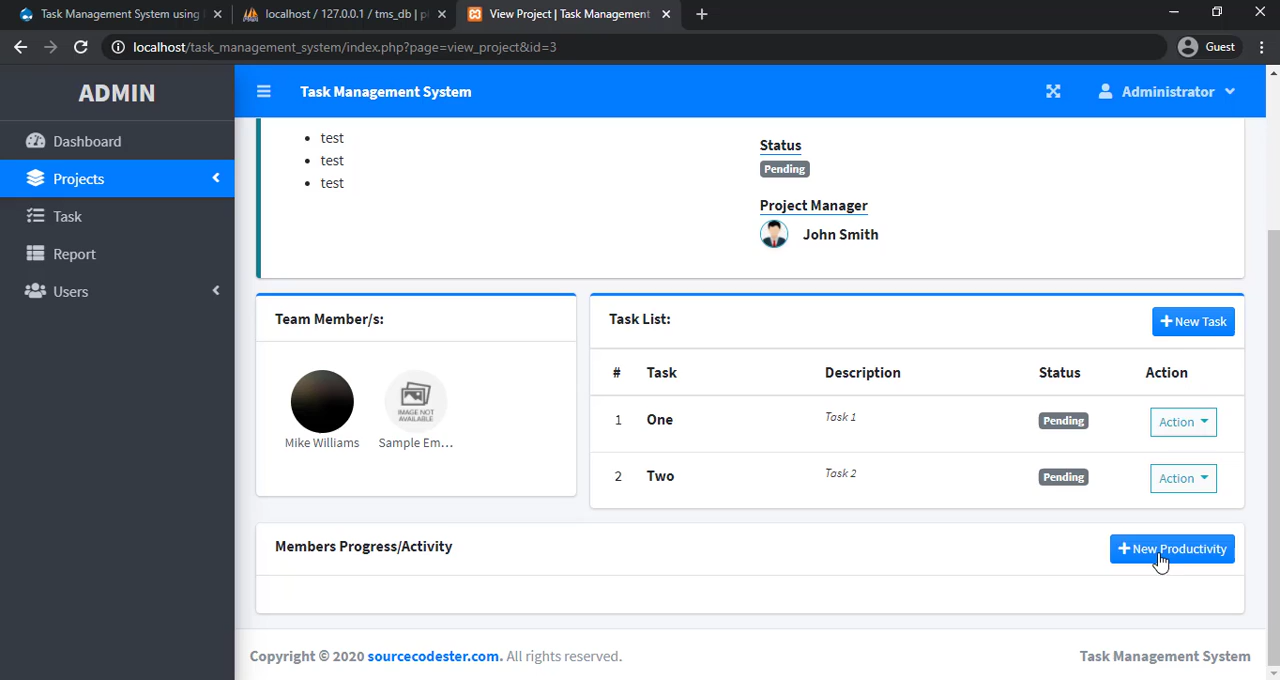 Task Management System using
localhost / 127.0.0.1 / tms_db | p
View Project | Task Management
localhost/task_management_system/index.php?page=view_project&id=3
Guest
ADMIN
Task Management System
Administrator
Dashboard
Projects
Task
Report
Users
test
test
test
Status
Pending
Project Manager
John Smith
Team Member/s:
IMAGE NOT
AVAILABLE
Mike Williams
Sample Em...
Task List:
New Task
# Task Description Status Action
1 One Task 1 Pending Action
2 Two Task 2 Pending Action
Members Progress/Activity
New Productivity
Copyright © 2020 sourcecodester.com. All rights reserved.
Task Management System